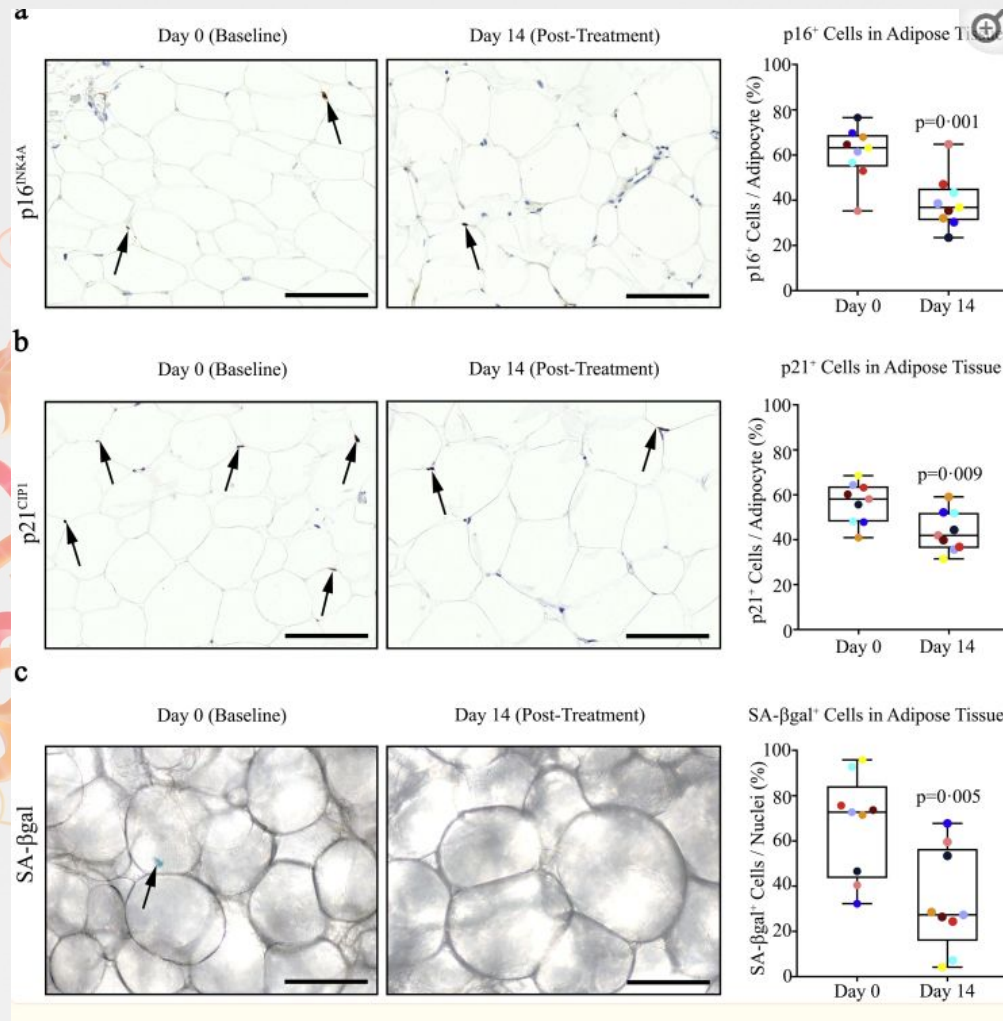 a
Day 0 (Baseline)
Day 14 (Post-Treatment)
p16⁺ Cells in Adipose
p16ᴵᴺᴷ⁴ᴬ
p16⁺ Cells / Adipocyte (%)
100
80
60
40
20
0
p=0·001
Day 0
Day 14
b
Day 0 (Baseline)
Day 14 (Post-Treatment)
p21⁺ Cells in Adipose Tissue
p21ᶜᴵᴾ¹
p21⁺ Cells / Adipocyte (%)
100
80
60
40
20
0
p=0·009
Day 0
Day 14
c
Day 0 (Baseline)
Day 14 (Post-Treatment)
SA-βgal⁺ Cells in Adipose Tissue
SA-βgal
SA-βgal⁺ Cells / Nuclei (%)
100
80
60
40
20
0
p=0·005
Day 0
Day 14